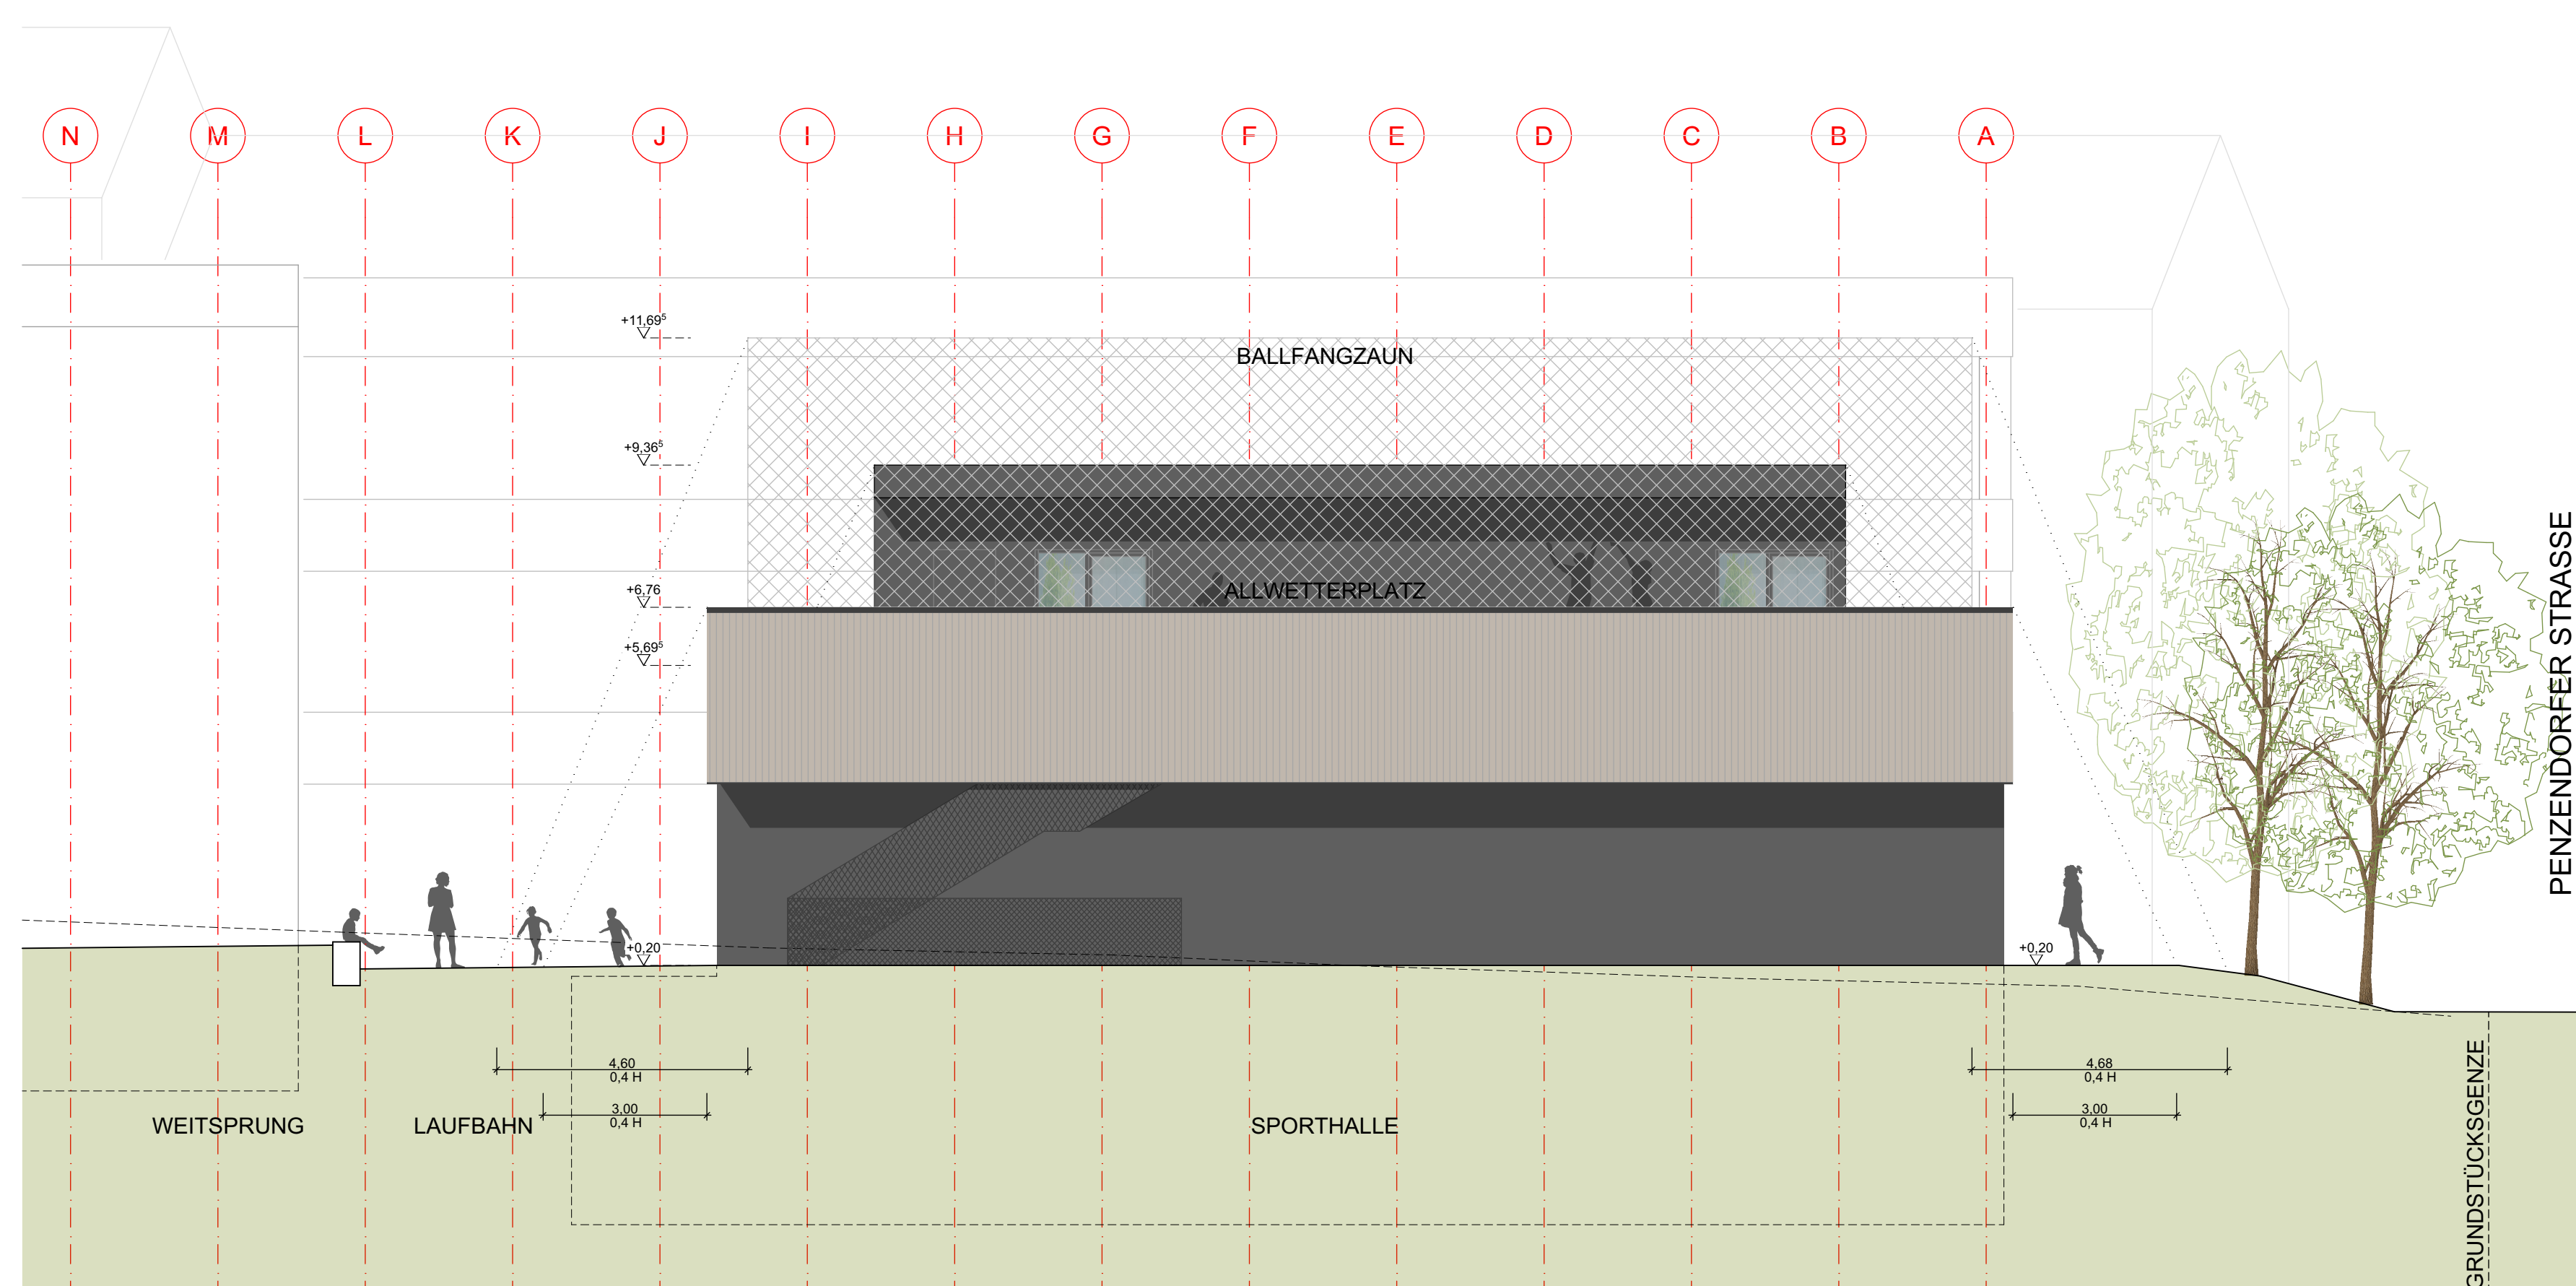 N M L K J I H G F E D C B A
+11,69⁵
BALLFANGZAUN
+9,36⁵
+6,76
ALLWETTERPLATZ
+5,69⁵
PENZENDORFER STRASSE
+0,20
+0,20
4,60
0,4 H
4,68
0,4 H
3,00
0,4 H
3,00
0,4 H
WEITSPRUNG
LAUFBAHN
SPORTHALLE
GRUNDSTÜCKSGENZE